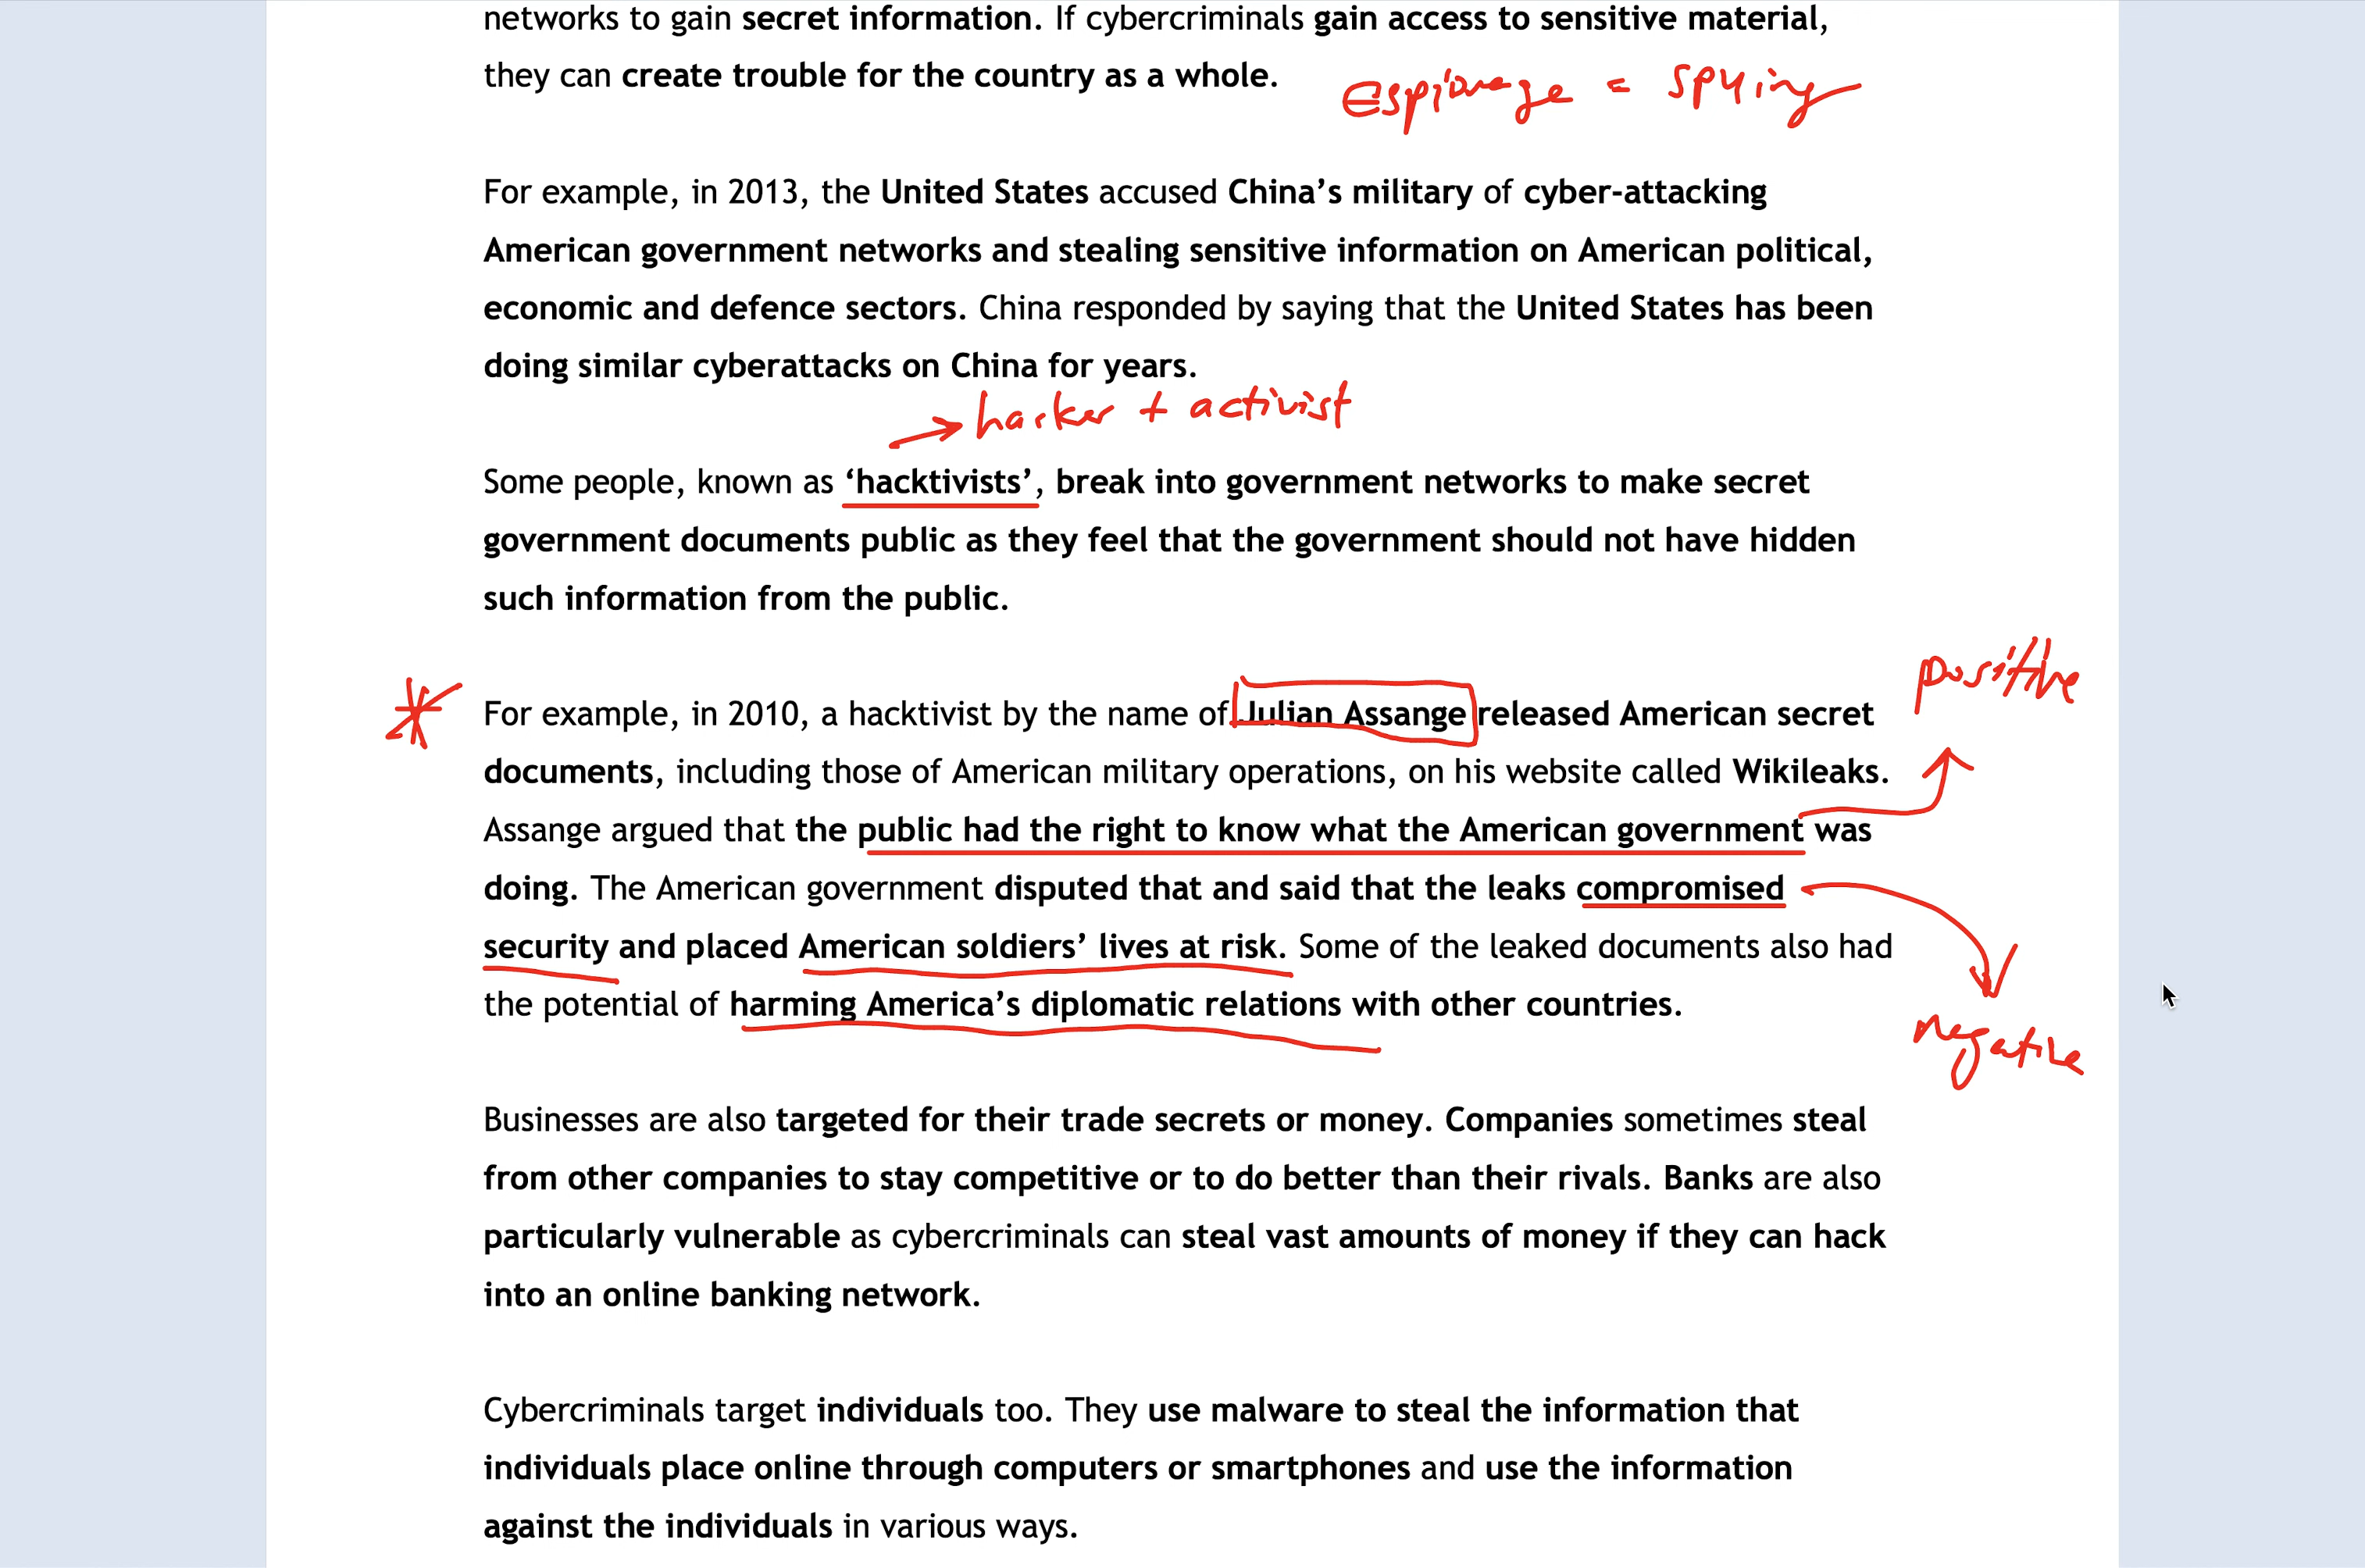 networks to gain secret information. If cybercriminals gain access to sensitive material,
they can create trouble for the country as a whole.
Espionage = spying
For example, in 2013, the United States accused China’s military of cyber-attacking
American government networks and stealing sensitive information on American political,
economic and defence sectors. China responded by saying that the United States has been
doing similar cyberattacks on China for years.
→ hacker + activist
Some people, known as ‘hacktivists’, break into government networks to make secret
government documents public as they feel that the government should not have hidden
such information from the public.
positive
* For example, in 2010, a hacktivist by the name of Julian Assange released American secret
documents, including those of American military operations, on his website called Wikileaks.
Assange argued that the public had the right to know what the American government was
doing. The American government disputed that and said that the leaks compromised
security and placed American soldiers’ lives at risk. Some of the leaked documents also had
the potential of harming America’s diplomatic relations with other countries.
negative
Businesses are also targeted for their trade secrets or money. Companies sometimes steal
from other companies to stay competitive or to do better than their rivals. Banks are also
particularly vulnerable as cybercriminals can steal vast amounts of money if they can hack
into an online banking network.
Cybercriminals target individuals too. They use malware to steal the information that
individuals place online through computers or smartphones and use the information
against the individuals in various ways.